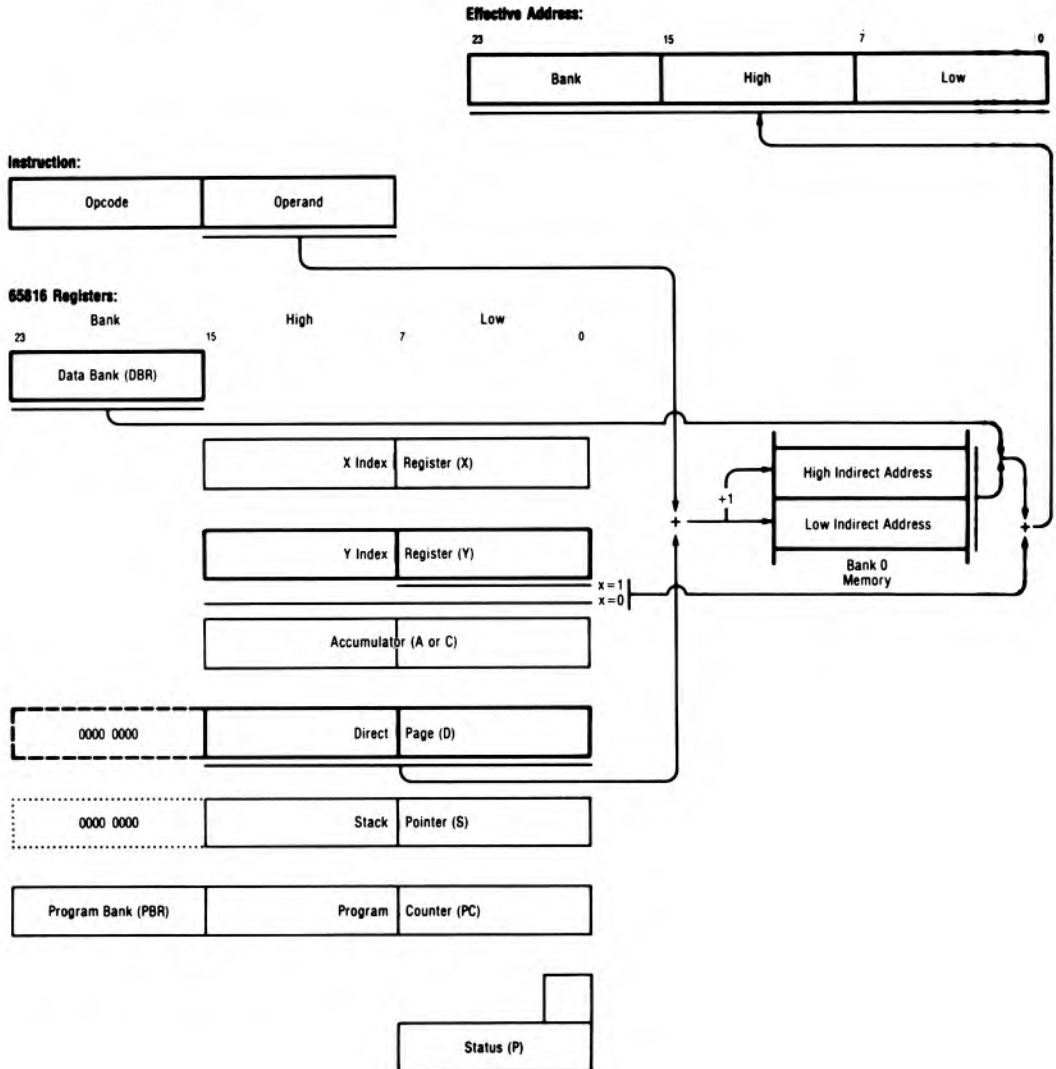 Effective Address:
23 15 7 0
Bank High Low
Instruction:
Opcode Operand
65816 Registers:
Bank High Low
23 15 7 0
Data Bank (DBR)
X Index Register (X)
High Indirect Address
+1
+ Low Indirect Address +
Y Index Register (Y)
Bank 0
Memory
x=1
x=0
Accumulator (A or C)
0000 0000 Direct Page (D)
0000 0000 Stack Pointer (S)
Program Bank (PBR) Program Counter (PC)
Status (P)